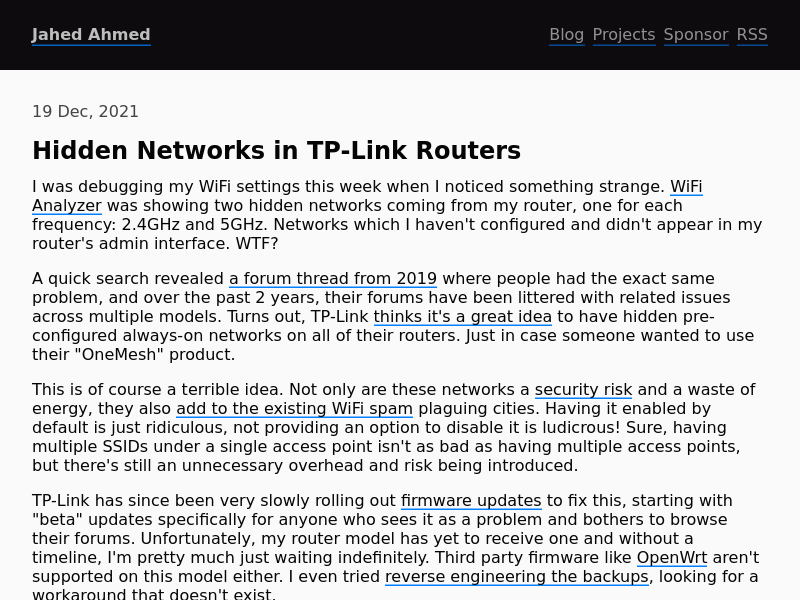 Jahed Ahmed
Blog Projects Sponsor RSS
19 Dec, 2021
Hidden Networks in TP-Link Routers
I was debugging my WiFi settings this week when I noticed something strange. WiFi
Analyzer was showing two hidden networks coming from my router, one for each
frequency: 2.4GHz and 5GHz. Networks which I haven't configured and didn't appear in my
router's admin interface. WTF?
A quick search revealed a forum thread from 2019 where people had the exact same
problem, and over the past 2 years, their forums have been littered with related issues
across multiple models. Turns out, TP-Link thinks it's a great idea to have hidden pre-
configured always-on networks on all of their routers. Just in case someone wanted to use
their "OneMesh" product.
This is of course a terrible idea. Not only are these networks a security risk and a waste of
energy, they also add to the existing WiFi spam plaguing cities. Having it enabled by
default is just ridiculous, not providing an option to disable it is ludicrous! Sure, having
multiple SSIDs under a single access point isn't as bad as having multiple access points,
but there's still an unnecessary overhead and risk being introduced.
TP-Link has since been very slowly rolling out firmware updates to fix this, starting with
"beta" updates specifically for anyone who sees it as a problem and bothers to browse
their forums. Unfortunately, my router model has yet to receive one and without a
timeline, I'm pretty much just waiting indefinitely. Third party firmware like OpenWrt aren't
supported on this model either. I even tried reverse engineering the backups, looking for a
workaround that doesn't exist.